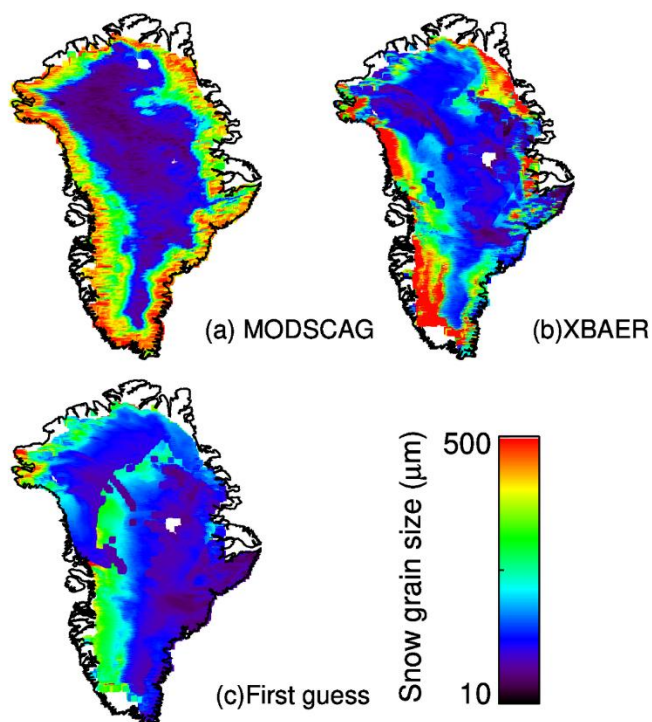 (a) MODSCAG
(b)XBAER
(c)First guess
500
Snow grain size (μm)
10